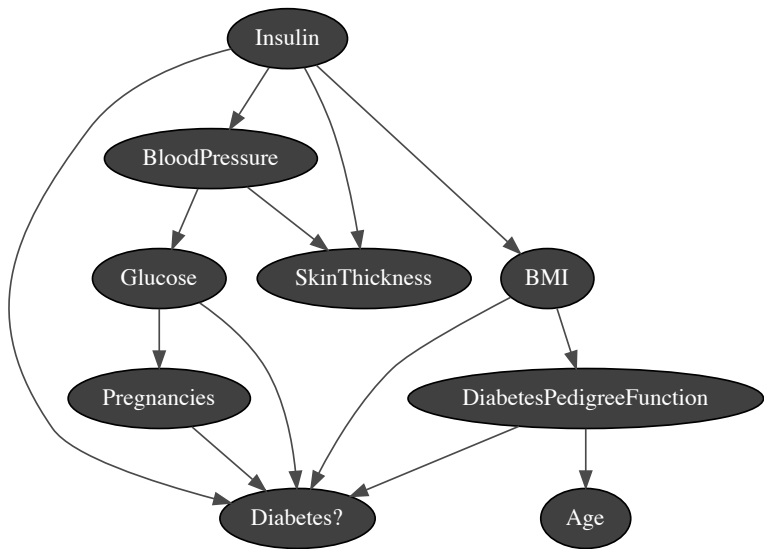 Insulin
BloodPressure
Glucose
SkinThickness
BMI
Pregnancies
DiabetesPedigreeFunction
Diabetes?
Age